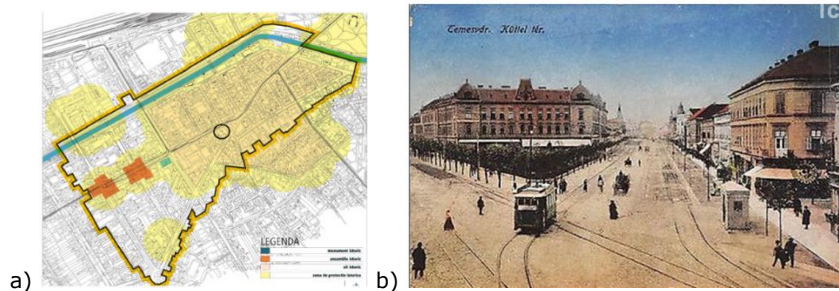 LEGENDA
monument istoric
ansamblu istoric
sit istoric
zona de protectie istorica
a)
Temesvár. Küttel tér.
b)